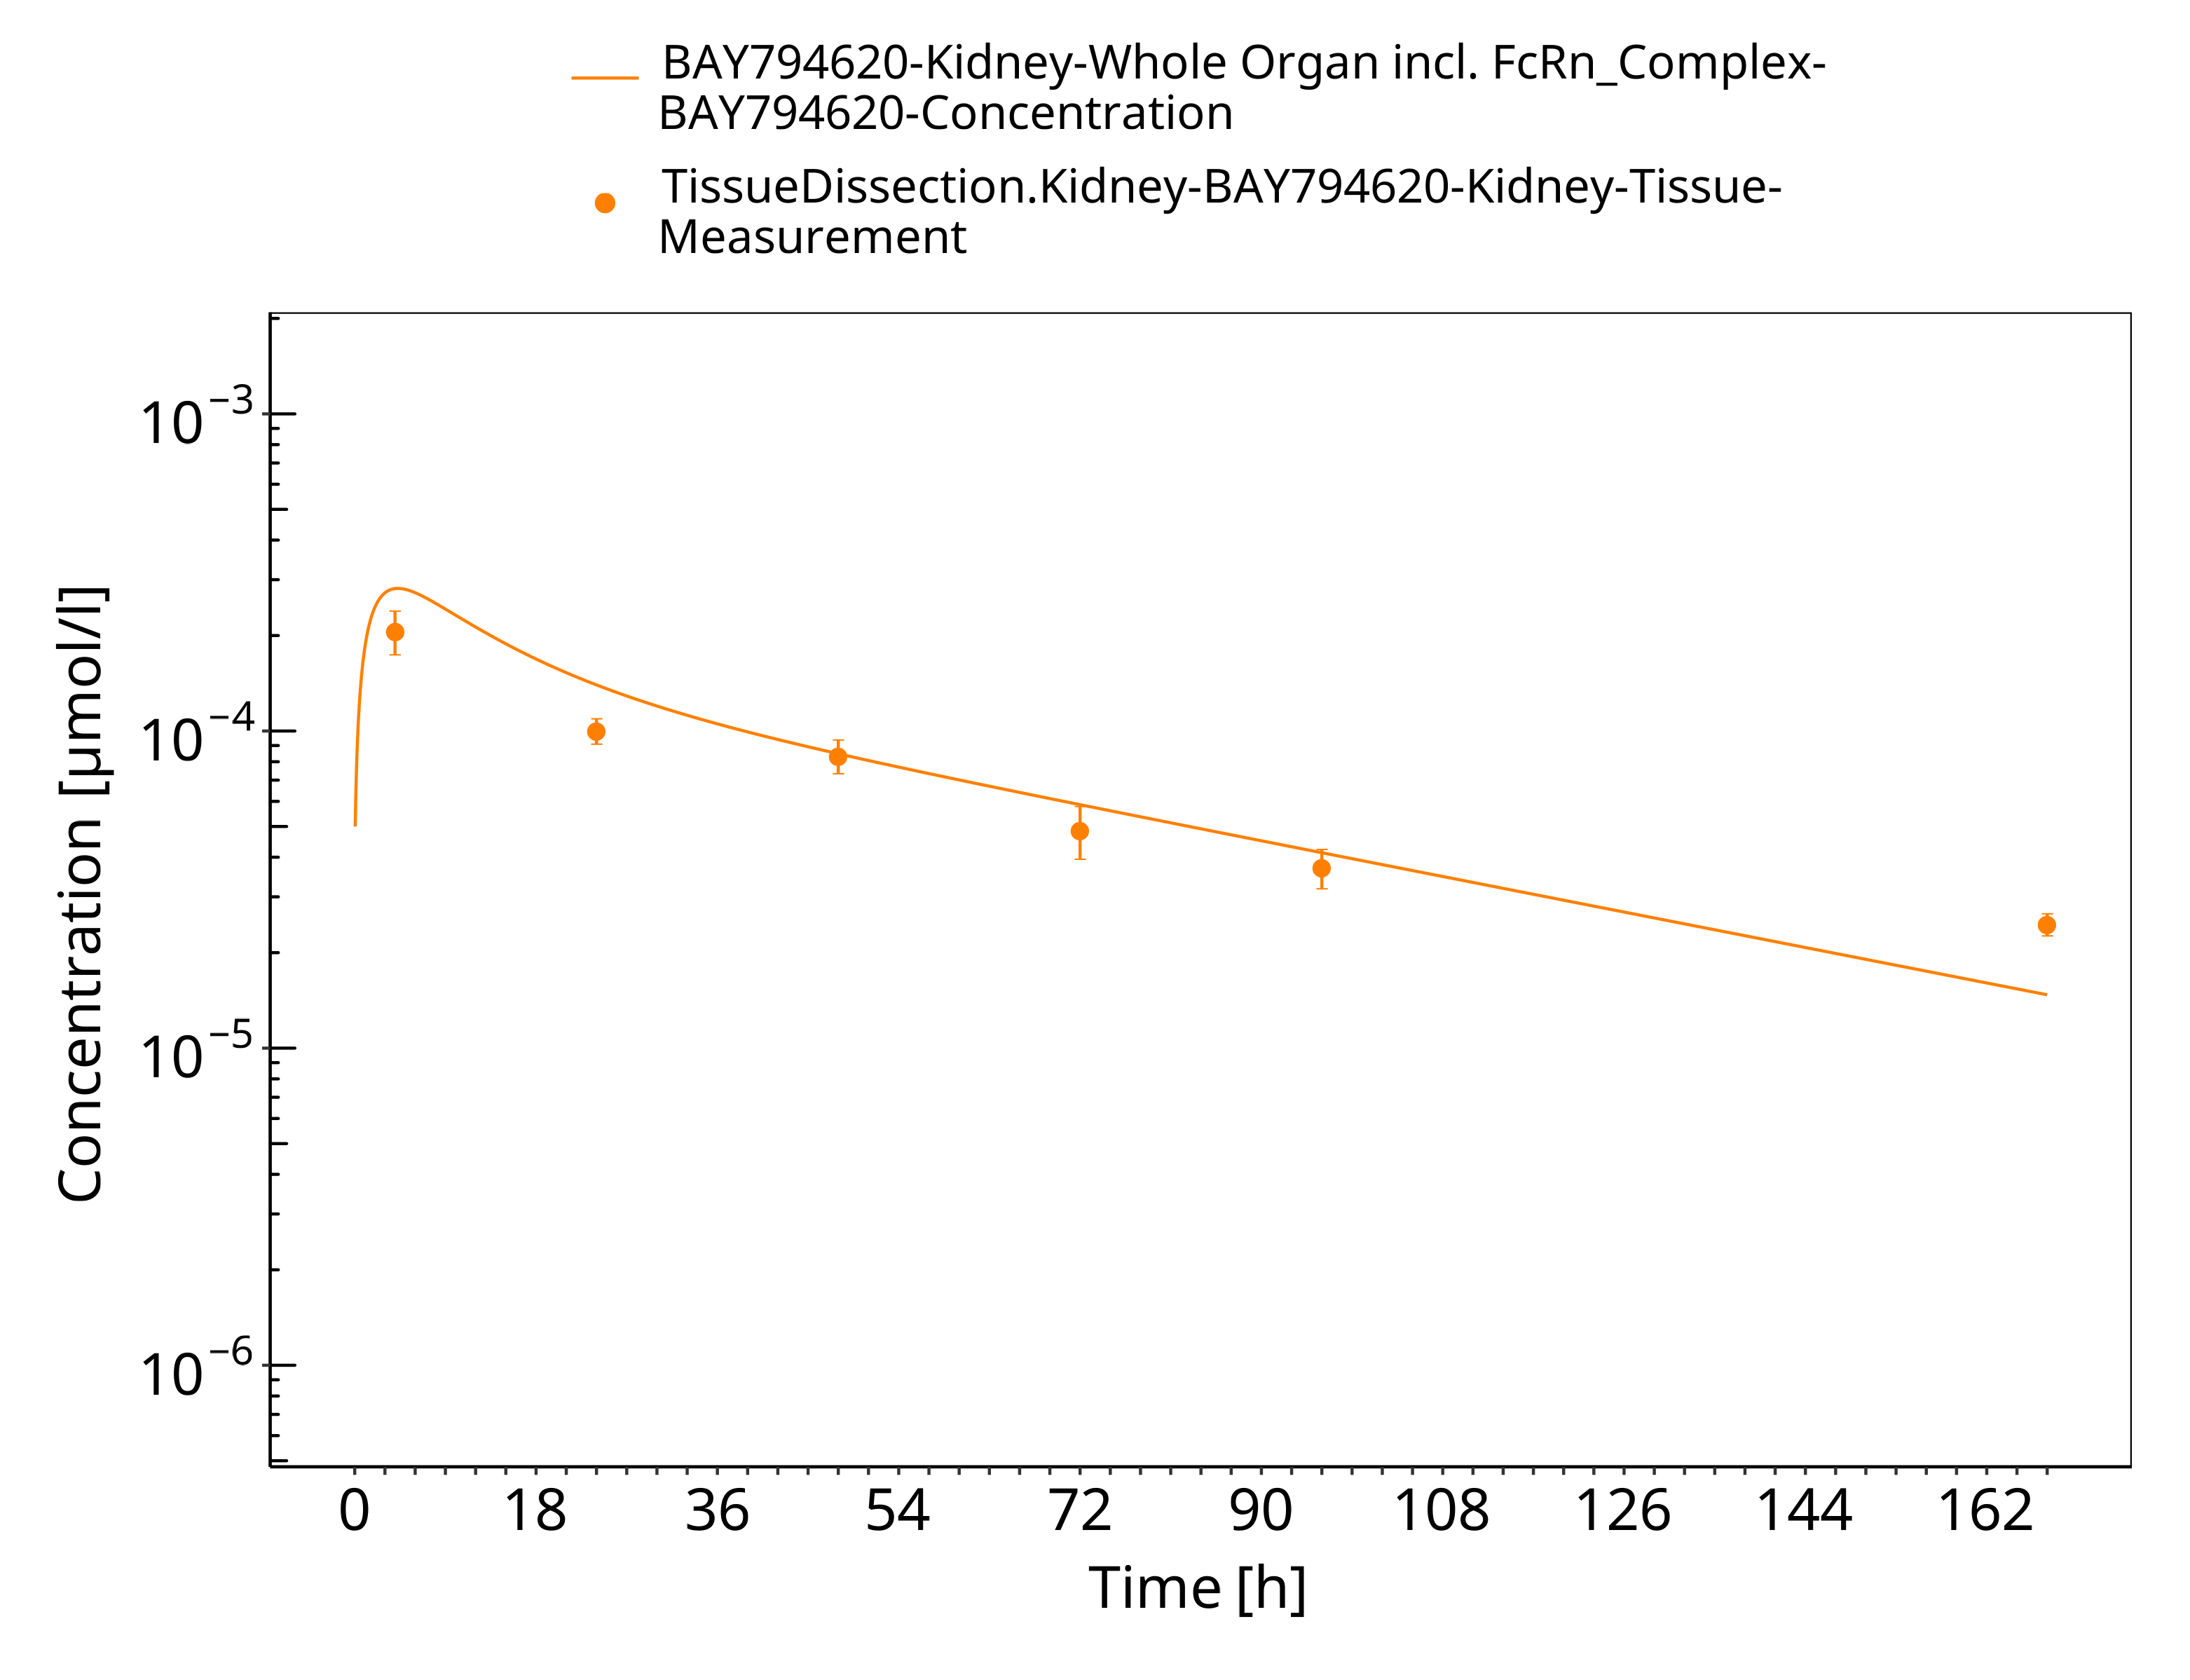 BAY794620-Kidney-Whole Organ incl. FcRn_Complex-
BAY794620-Concentration
TissueDissection.Kidney-BAY794620-Kidney-Tissue-
Measurement
Concentration [µmol/l]
10⁻³
10⁻⁴
10⁻⁵
10⁻⁶
0 18 36 54 72 90 108 126 144 162
Time [h]